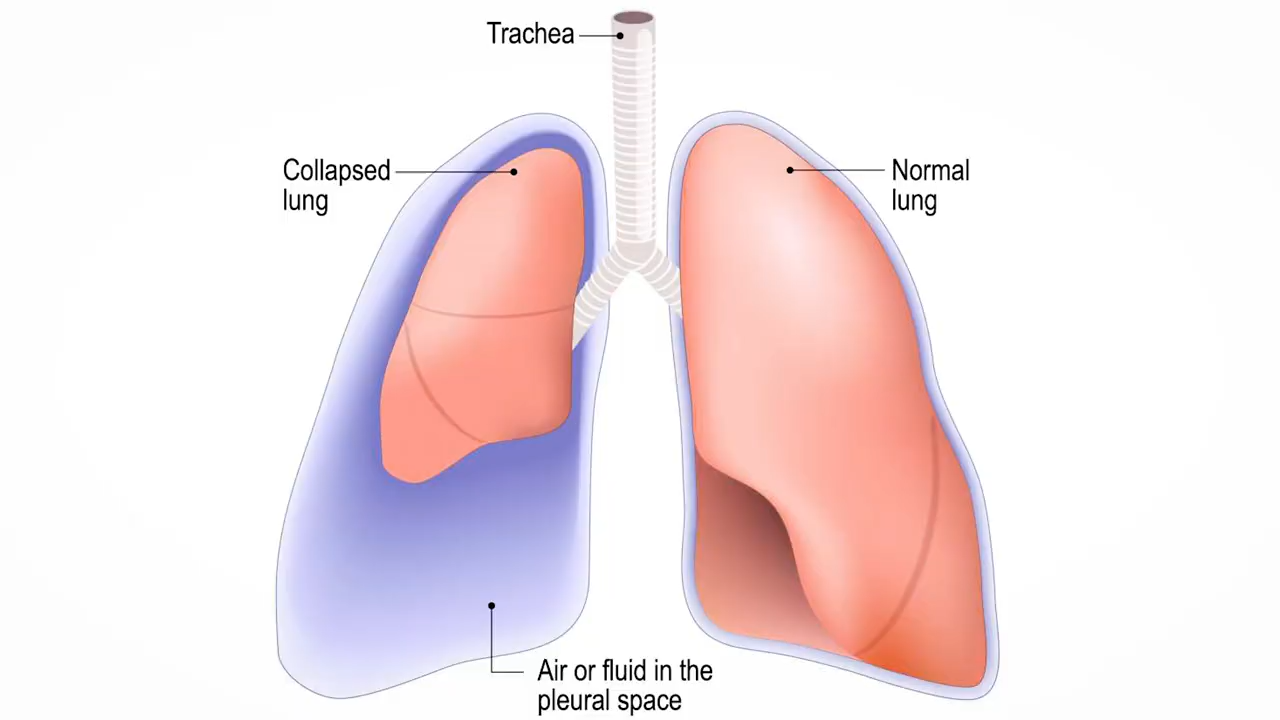 Trachea
Collapsed
lung
Normal
lung
Air or fluid in the
pleural space